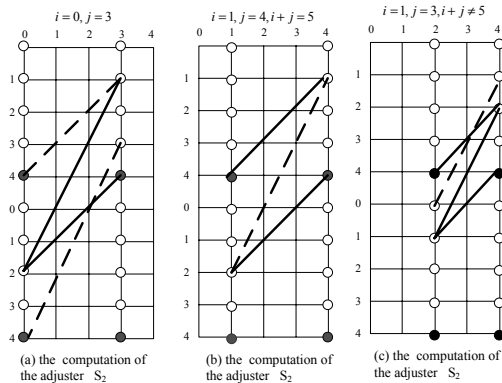 i = 0, j = 3
0 2 3 4
1
2
3
4
0
1
2
3
4
(a) the computation of
the adjuster S2
i = 1, j = 4, i + j = 5
0 1 2 3 4
1
2
3
4
0
1
2
3
4
(b) the computation of
the adjuster S2
i = 1, j = 3, i + j ≠ 5
0 2 3 4
1
2
3
4
0
1
2
3
4
(c) the computation of
the adjuster S2